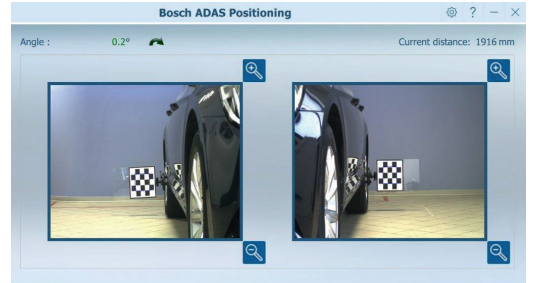 Bosch ADAS Positioning
?
Angle : 0.2° Current distance: 1916 mm